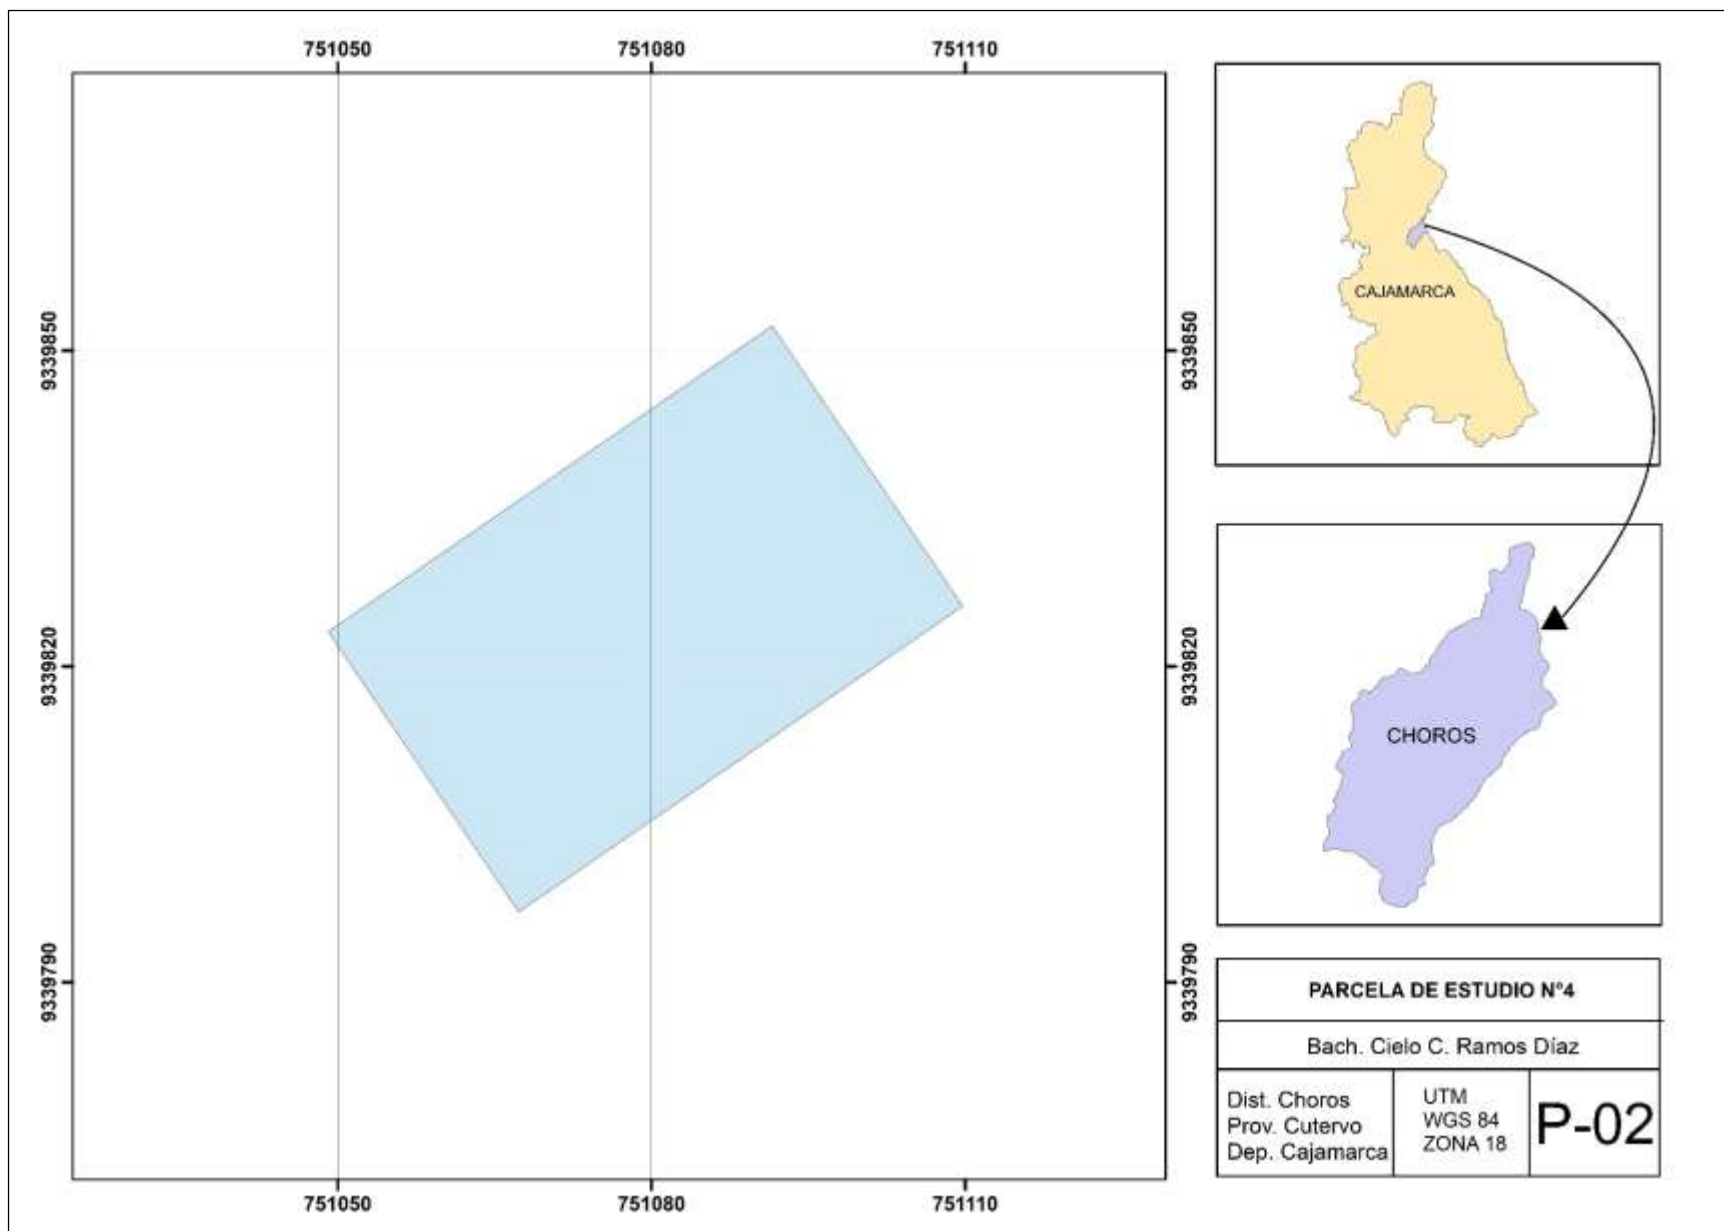 751050
751080
751110
9339850
9339850
9339820
9339820
9339790
9339790
751050
751080
751110
CAJAMARCA
CHOROS
PARCELA DE ESTUDIO N°4
Bach. Cielo C. Ramos Díaz
Dist. Choros
Prov. Cutervo
Dep. Cajamarca
UTM
WGS 84
ZONA 18
P-02